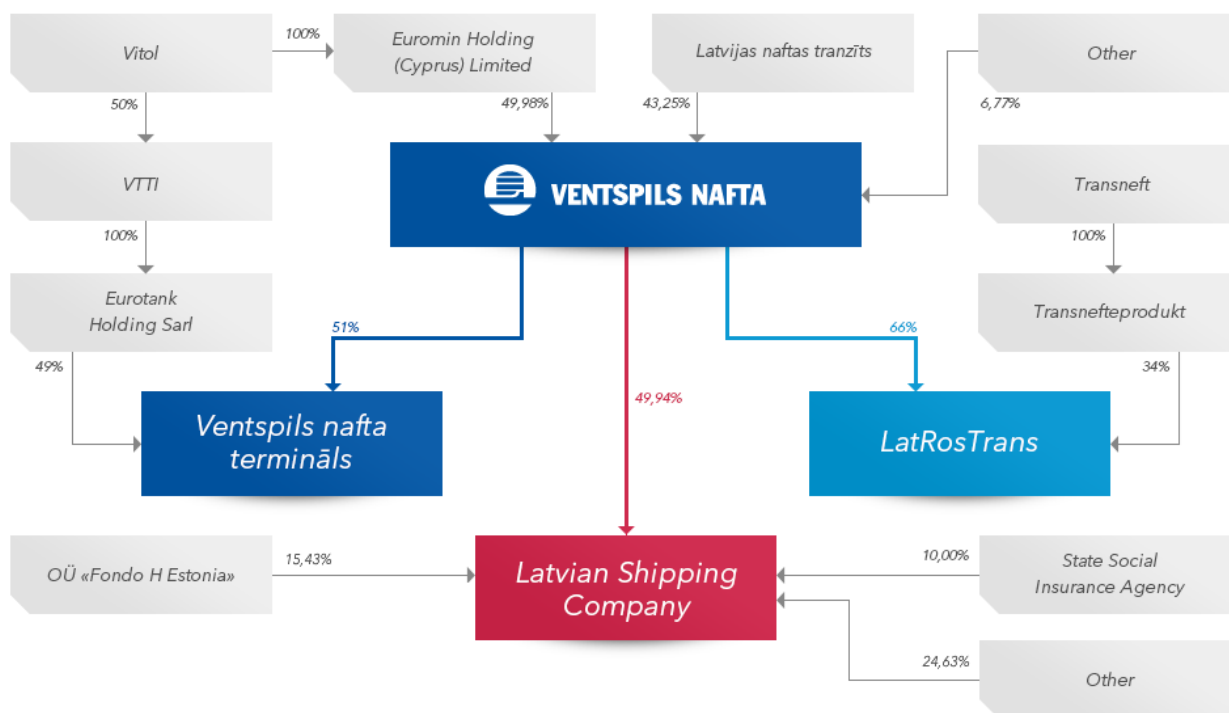 Vitol
100%
Euromin Holding
(Cyprus) Limited
Latvijas naftas tranzīts
Other
50%
49,98%
43,25%
6,77%
VTTI
VENTSPILS NAFTA
Transneft
100%
100%
Eurotank
Holding Sarl
Transnefteprodukt
51%
66%
49%
34%
49,94%
Ventspils nafta
termināls
LatRosTrans
OÜ «Fondo H Estonia»
15,43%
Latvian Shipping
Company
10,00%
State Social
Insurance Agency
24,63%
Other